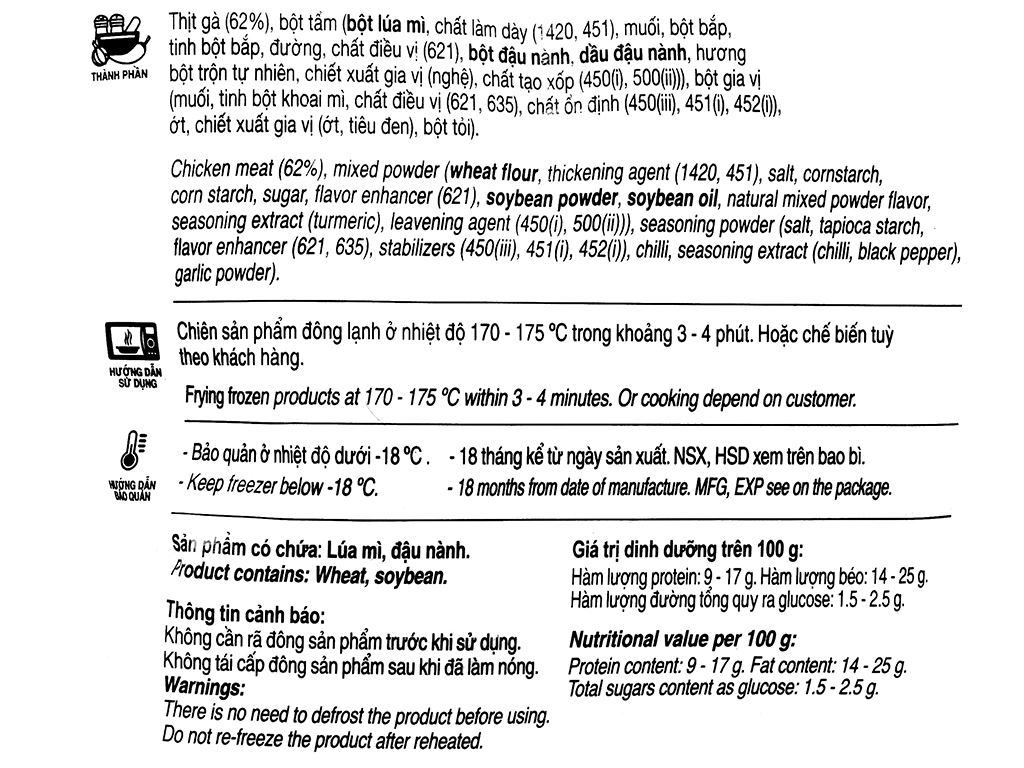 THÀNH PHẦN
Thịt gà (62%), bột tẩm (bột lúa mì, chất làm dày (1420, 451), muối, bột bắp,
tinh bột bắp, đường, chất điều vị (621), bột đậu nành, dầu đậu nành, hương
bột trộn tự nhiên, chiết xuất gia vị (nghệ), chất tạo xốp (450(i), 500(ii))), bột gia vị
(muối, tinh bột khoai mì, chất điều vị (621, 635), chất ổn định (450(iii), 451(i), 452(i)),
ớt, chiết xuất gia vị (ớt, tiêu đen), bột tỏi).
Chicken meat (62%), mixed powder (wheat flour, thickening agent (1420, 451), salt, cornstarch,
corn starch, sugar, flavor enhancer (621), soybean powder, soybean oil, natural mixed powder flavor,
seasoning extract (turmeric), leavening agent (450(i), 500(ii))), seasoning powder (salt, tapioca starch,
flavor enhancer (621, 635), stabilizers (450(iii), 451(i), 452(i)), chilli, seasoning extract (chilli, black pepper),
garlic powder).
HƯỚNG DẪN
SỬ DỤNG
Chiên sản phẩm đông lạnh ở nhiệt độ 170 - 175 ºC trong khoảng 3 - 4 phút. Hoặc chế biến tuỳ
theo khách hàng.
Frying frozen products at 170 - 175 ºC within 3 - 4 minutes. Or cooking depend on customer.
HƯỚNG DẪN
BẢO QUẢN
- Bảo quản ở nhiệt độ dưới -18 ºC .
- Keep freezer below -18 ºC.
- 18 tháng kể từ ngày sản xuất. NSX, HSD xem trên bao bì.
- 18 months from date of manufacture. MFG, EXP see on the package.
Sản phẩm có chứa: Lúa mì, đậu nành.
Product contains: Wheat, soybean.
Thông tin cảnh báo:
Không cần rã đông sản phẩm trước khi sử dụng.
Không tái cấp đông sản phẩm sau khi đã làm nóng.
Warnings:
There is no need to defrost the product before using.
Do not re-freeze the product after reheated.
Giá trị dinh dưỡng trên 100 g:
Hàm lượng protein: 9 - 17 g. Hàm lượng béo: 14 - 25 g.
Hàm lượng đường tổng quy ra glucose: 1.5 - 2.5 g.
Nutritional value per 100 g:
Protein content: 9 - 17 g. Fat content: 14 - 25 g.
Total sugars content as glucose: 1.5 - 2.5 g.